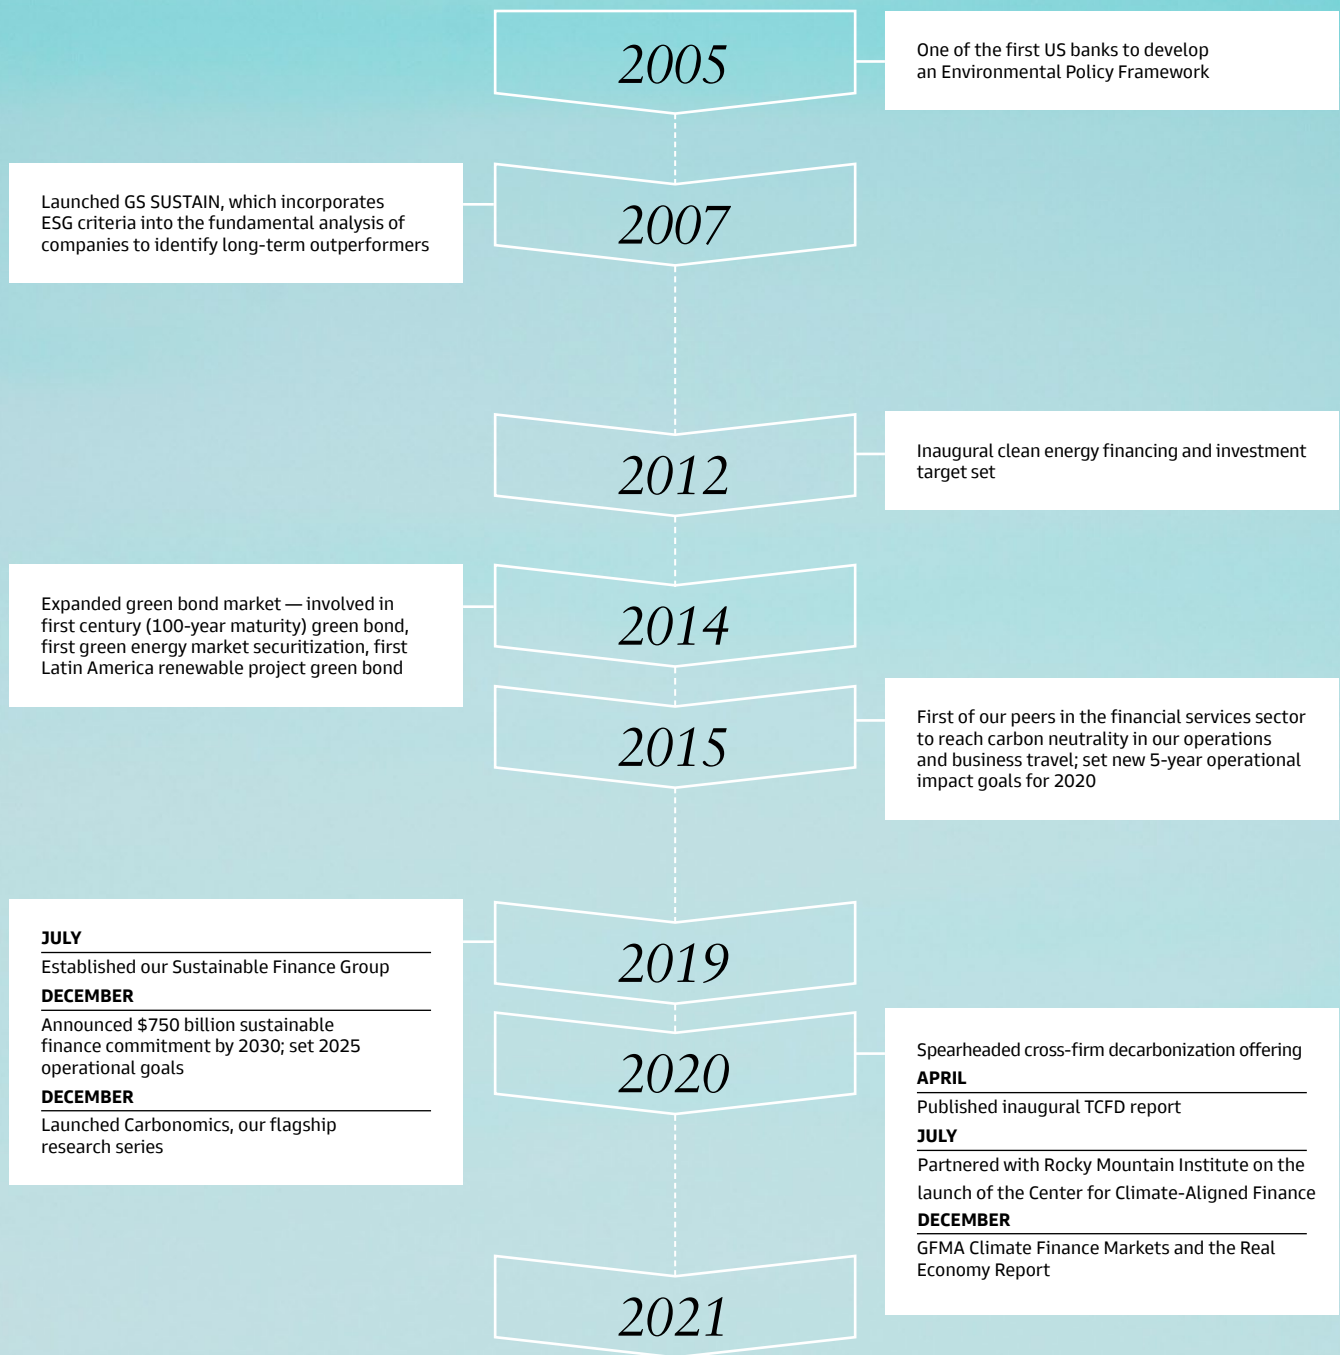 2005
One of the first US banks to develop
an Environmental Policy Framework
Launched GS SUSTAIN, which incorporates
ESG criteria into the fundamental analysis of
companies to identify long-term outperformers
2007
2012
Inaugural clean energy financing and investment
target set
Expanded green bond market — involved in
first century (100-year maturity) green bond,
first green energy market securitization, first
Latin America renewable project green bond
2014
2015
First of our peers in the financial services sector
to reach carbon neutrality in our operations
and business travel; set new 5-year operational
impact goals for 2020
JULY
Established our Sustainable Finance Group
DECEMBER
Announced $750 billion sustainable
finance commitment by 2030; set 2025
operational goals
DECEMBER
Launched Carbonomics, our flagship
research series
2019
2020
Spearheaded cross-firm decarbonization offering
APRIL
Published inaugural TCFD report
JULY
Partnered with Rocky Mountain Institute on the
launch of the Center for Climate-Aligned Finance
DECEMBER
GFMA Climate Finance Markets and the Real
Economy Report
2021